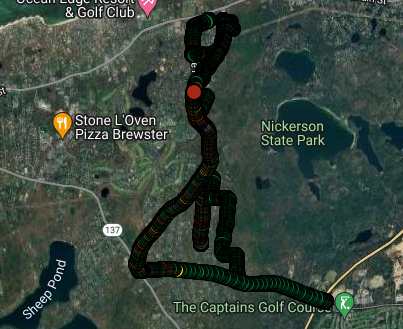 Ocean Edge Resort
& Golf Club
Stone L'Oven
Pizza Brewster
Nickerson
State Park
137
Sheep Pond
The Captains Golf Course